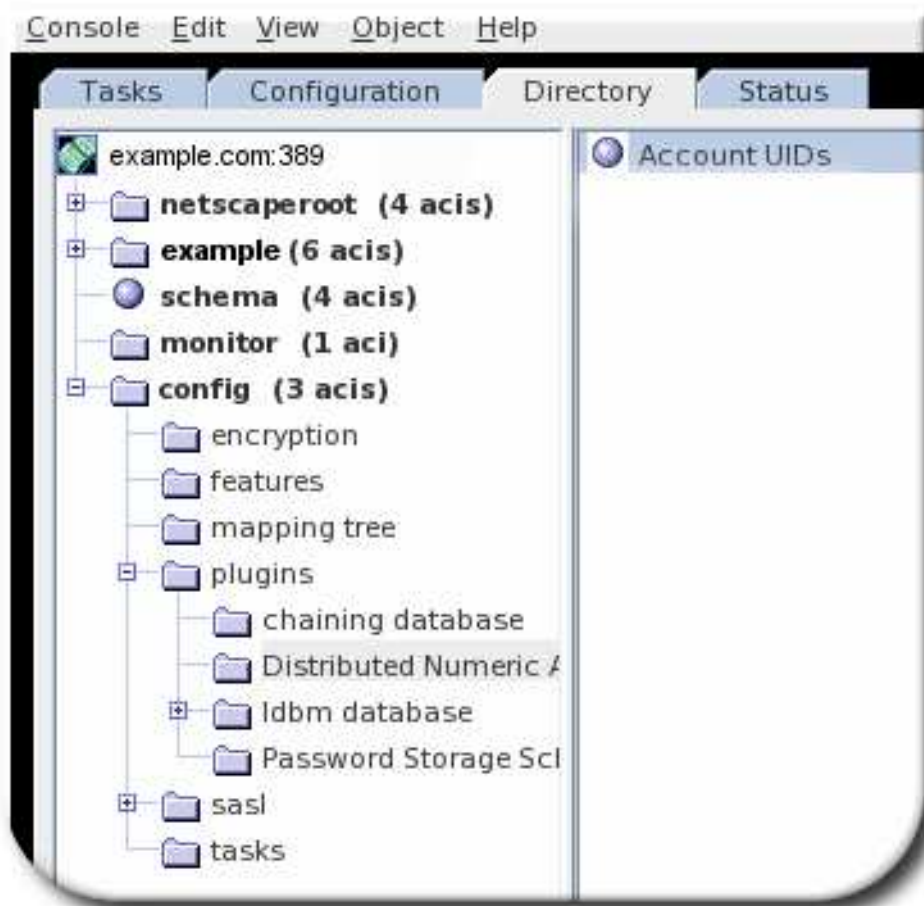 Console Edit View Object Help
Tasks Configuration Directory Status
example.com:389
netscaperoot (4 acis)
example (6 acis)
schema (4 acis)
monitor (1 aci)
config (3 acis)
encryption
features
mapping tree
plugins
chaining database
Distributed Numeric
ldbm database
Password Storage
sasl
tasks
Account UIDs